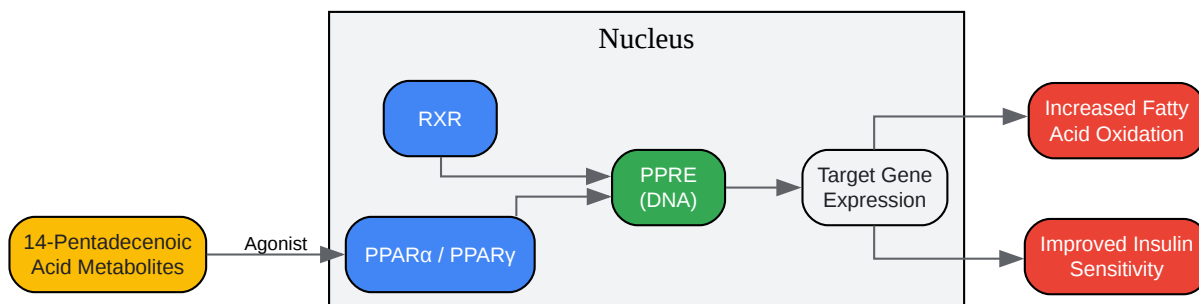 Nucleus
RXR
PPRE
(DNA)
Target Gene
Expression
Increased Fatty
Acid Oxidation
14-Pentadecenoic
Acid Metabolites
Agonist
PPARα / PPARγ
Improved Insulin
Sensitivity